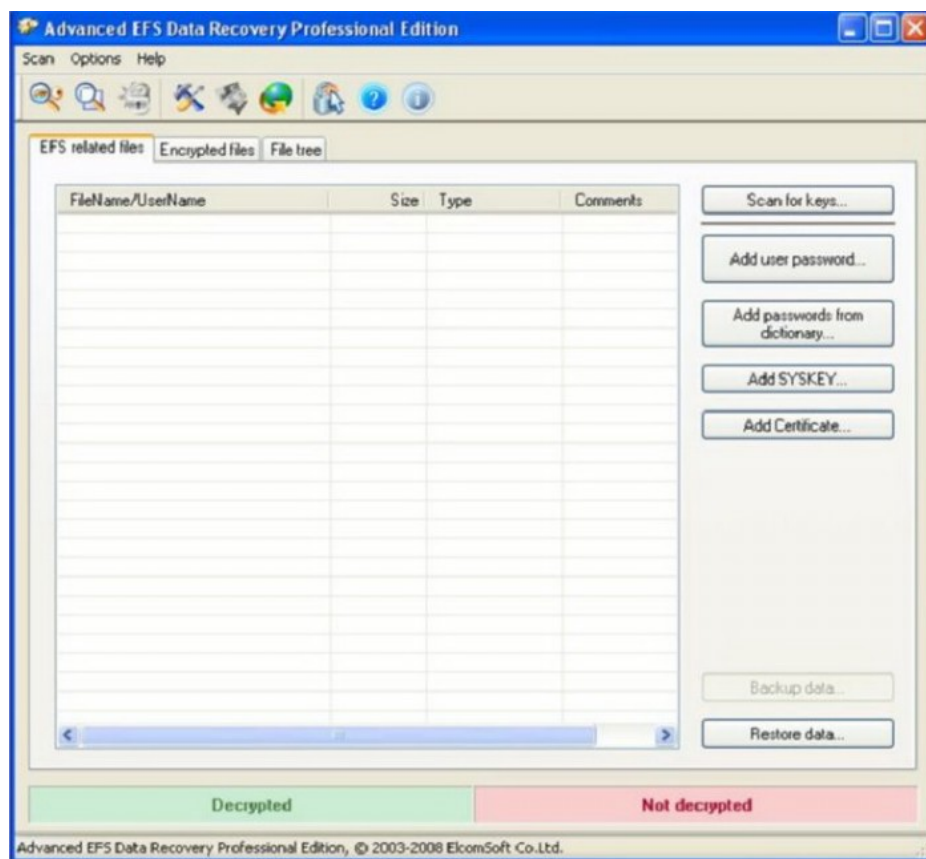 Advanced EFS Data Recovery Professional Edition
Scan Options Help
EFS related files Encrypted files File tree
FileName/UserName Size Type Comments
Scan for keys...
Add user password...
Add passwords from
dictionary...
Add SYSKEY...
Add Certificate...
Backup data...
Restore data...
Decrypted Not decrypted
Advanced EFS Data Recovery Professional Edition, © 2003-2008 ElcomSoft Co.Ltd.